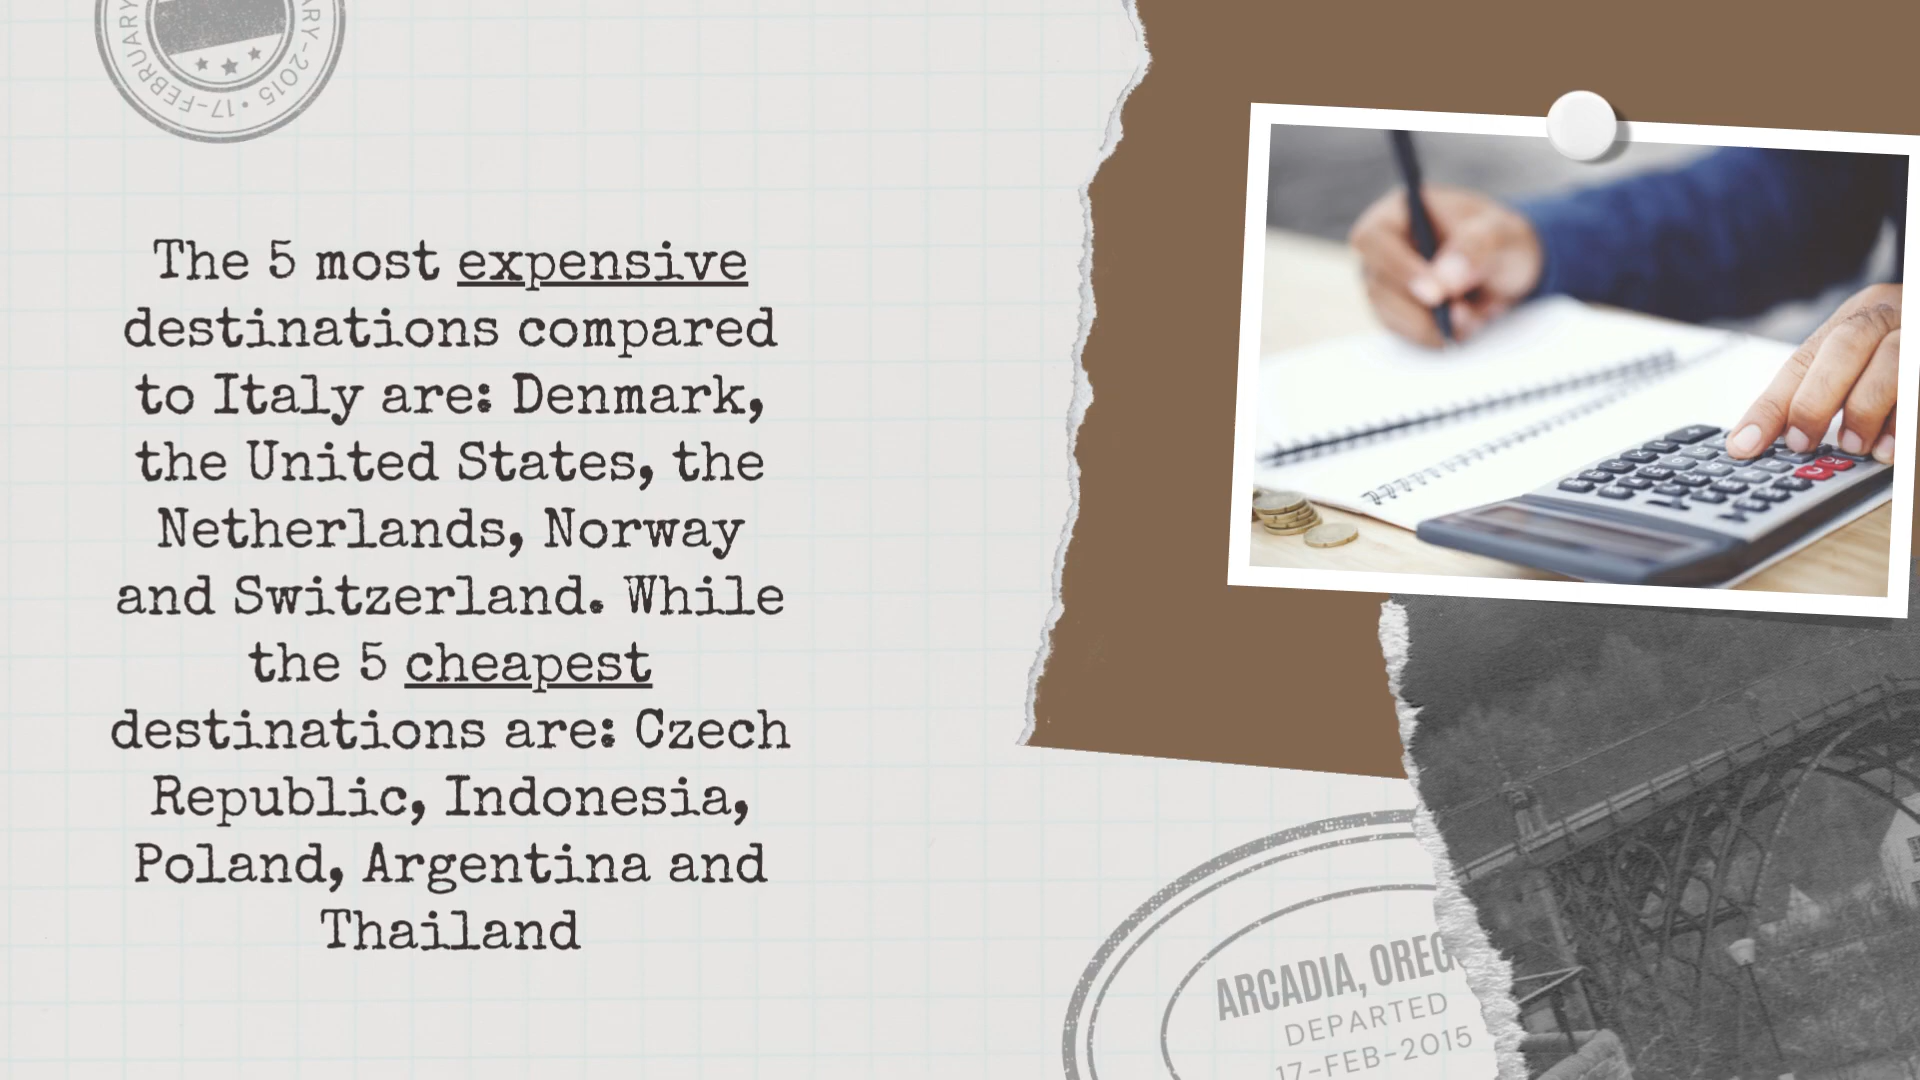 17-FEBRUARY
ARY-2015 •
The 5 most expensive
destinations compared
to Italy are: Denmark,
the United States, the
Netherlands, Norway
and Switzerland. While
the 5 cheapest
destinations are: Czech
Republic, Indonesia,
Poland, Argentina and
Thailand
ARCADIA, OREG
DEPARTED
17-FEB-2015